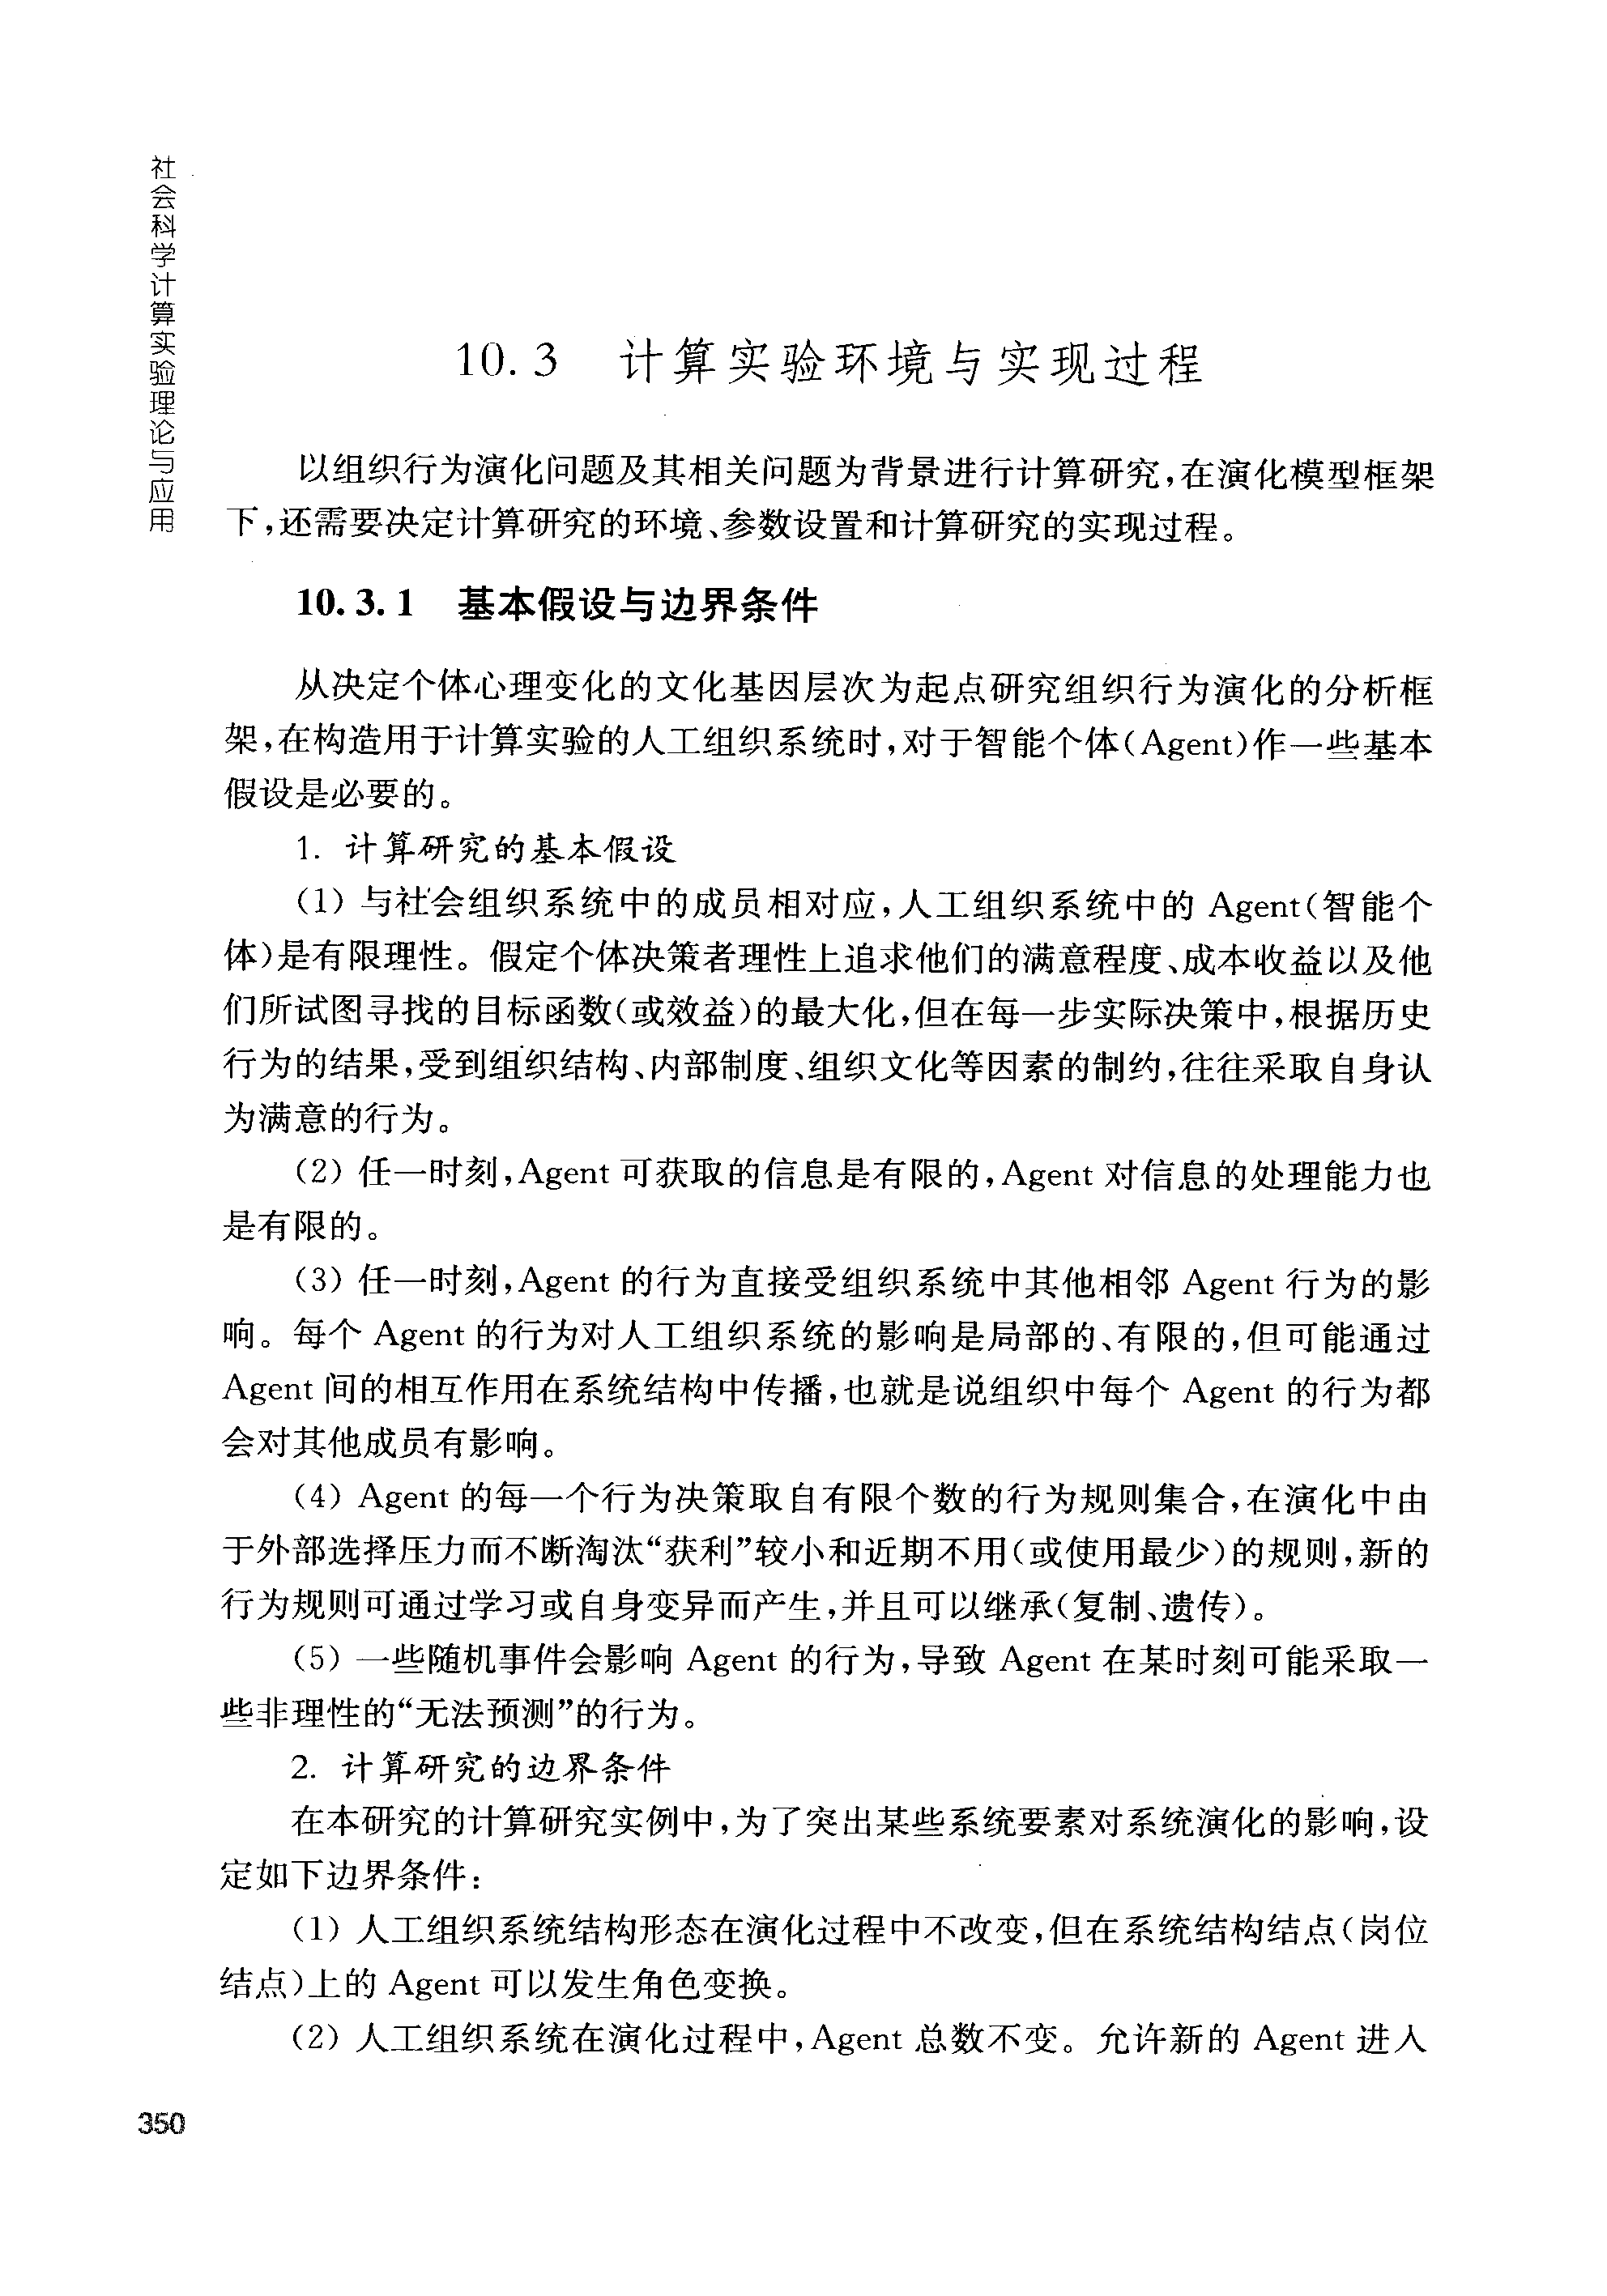 社会科学计算实验理论与应用
10.3 计算实验环境与实现过程
以组织行为演化问题及其相关问题为背景进行计算研究,在演化模型框架
下,还需要决定计算研究的环境、参数设置和计算研究的实现过程。
10.3.1 基本假设与边界条件
从决定个体心理变化的文化基因层次为起点研究组织行为演化的分析框
架,在构造用于计算实验的人工组织系统时,对于智能个体(Agent)作一些基本
假设是必要的。
1. 计算研究的基本假设
(1) 与社会组织系统中的成员相对应,人工组织系统中的 Agent(智能个
体)是有限理性。假定个体决策者理性上追求他们的满意程度、成本收益以及他
们所试图寻找的目标函数(或效益)的最大化,但在每一步实际决策中,根据历史
行为的结果,受到组织结构、内部制度、组织文化等因素的制约,往往采取自身认
为满意的行为。
(2) 任一时刻,Agent 可获取的信息是有限的,Agent 对信息的处理能力也
是有限的。
(3) 任一时刻,Agent 的行为直接受组织系统中其他相邻 Agent 行为的影
响。每个 Agent 的行为对人工组织系统的影响是局部的、有限的,但可能通过
Agent 间的相互作用在系统结构中传播,也就是说组织中每个 Agent 的行为都
会对其他成员有影响。
(4) Agent 的每一个行为决策取自有限个数的行为规则集合,在演化中由
于外部选择压力而不断淘汰“获利”较小和近期不用(或使用最少)的规则,新的
行为规则可通过学习或自身变异而产生,并且可以继承(复制、遗传)。
(5) 一些随机事件会影响 Agent 的行为,导致 Agent 在某时刻可能采取一
些非理性的“无法预测”的行为。
2. 计算研究的边界条件
在本研究的计算研究实例中,为了突出某些系统要素对系统演化的影响,设
定如下边界条件:
(1) 人工组织系统结构形态在演化过程中不改变,但在系统结构结点(岗位
结点)上的 Agent 可以发生角色变换。
(2) 人工组织系统在演化过程中,Agent 总数不变。允许新的 Agent 进入
350